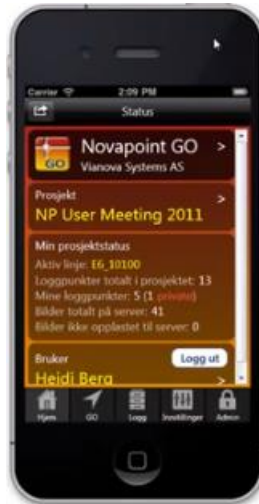 Carrier 2:09 PM
Status
GO
Novapoint GO >
Vianova Systems AS
Prosjekt >
NP User Meeting 2011
Min prosjektstatus
Aktiv linje: E6_10100
Loggpunkter totalt i prosjektet: 13
Mine loggpunkter: 5 (1 private)
Bilder totalt på server: 41
Bilder ikke opplastet til server: 0
Bruker Logg ut
Heidi Berg >
Hjem GO Logg Innstillinger Admin